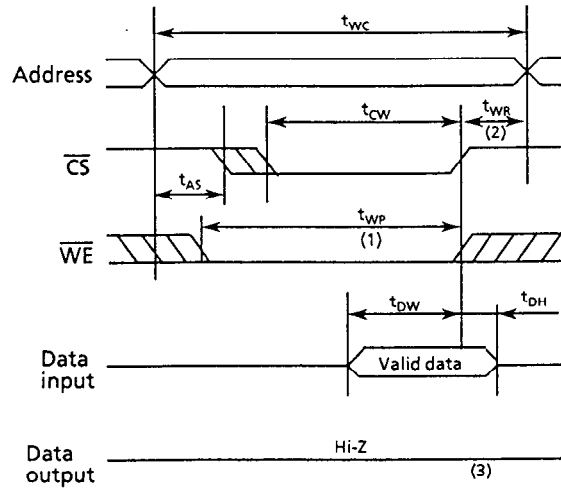 tWC
Address
tCW
tWR
(2)
CS
tAS
tWP
(1)
WE
tDW
tDH
Data
input
Valid data
Data
output
Hi-Z
(3)